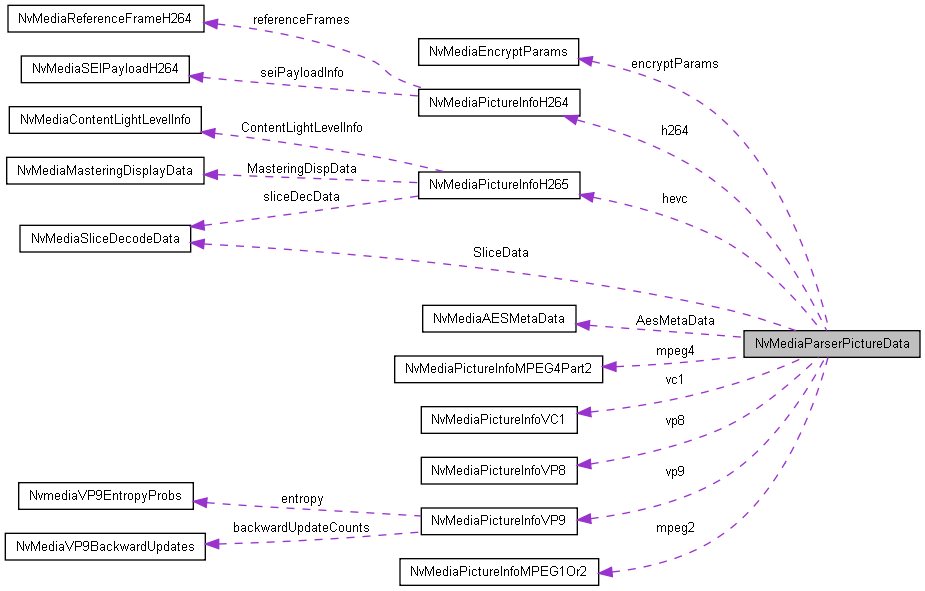 NvMediaReferenceFrameH264
referenceFrames
NvMediaEncryptParams
encryptParams
NvMediaSEIPayloadH264
seiPayloadInfo
NvMediaPictureInfoH264
h264
NvMediaContentLightLevelInfo
ContentLightLevelInfo
NvMediaMasteringDisplayData
MasteringDispData
NvMediaPictureInfoH265
hevc
sliceDecData
NvMediaSliceDecodeData
SliceData
NvMediaAESMetaData
AesMetaData
NvMediaParserPictureData
mpeg4
NvMediaPictureInfoMPEG4Part2
vc1
NvMediaPictureInfoVC1
vp8
NvMediaPictureInfoVP8
vp9
NvmediaVP9EntropyProbs
entropy
NvMediaPictureInfoVP9
backwardUpdateCounts
mpeg2
NvMediaVP9BackwardUpdates
NvMediaPictureInfoMPEG1Or2